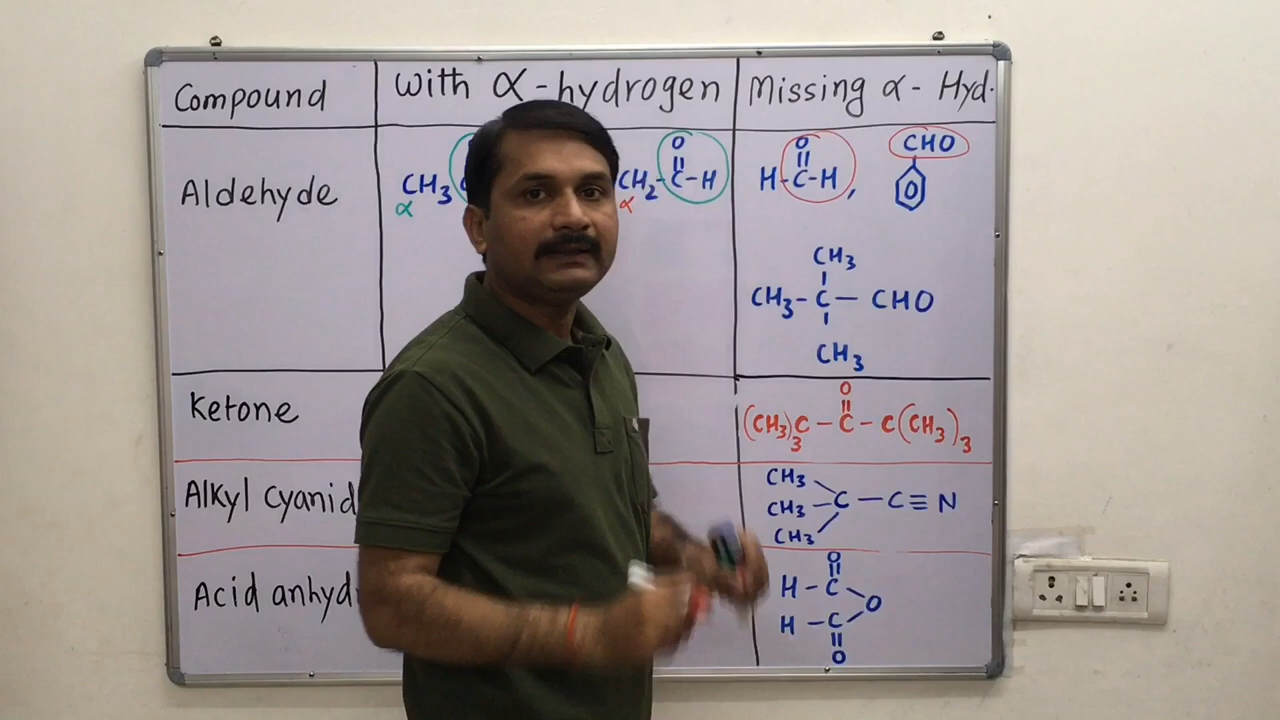 Compound With α-hydrogen Missing α- Hyd.
Aldehyde
CH3
α
O
CH2-C-H
α
O
H-C-H,
CHO
CH3
CH3-C-CHO
CH3
Ketone
O
(CH3)3C-C-C(CH3)3
Alkyl Cyanid
CH3
CH3-C-C≡N
CH3
Acid anhyd
O
H-C
O
H-C
O